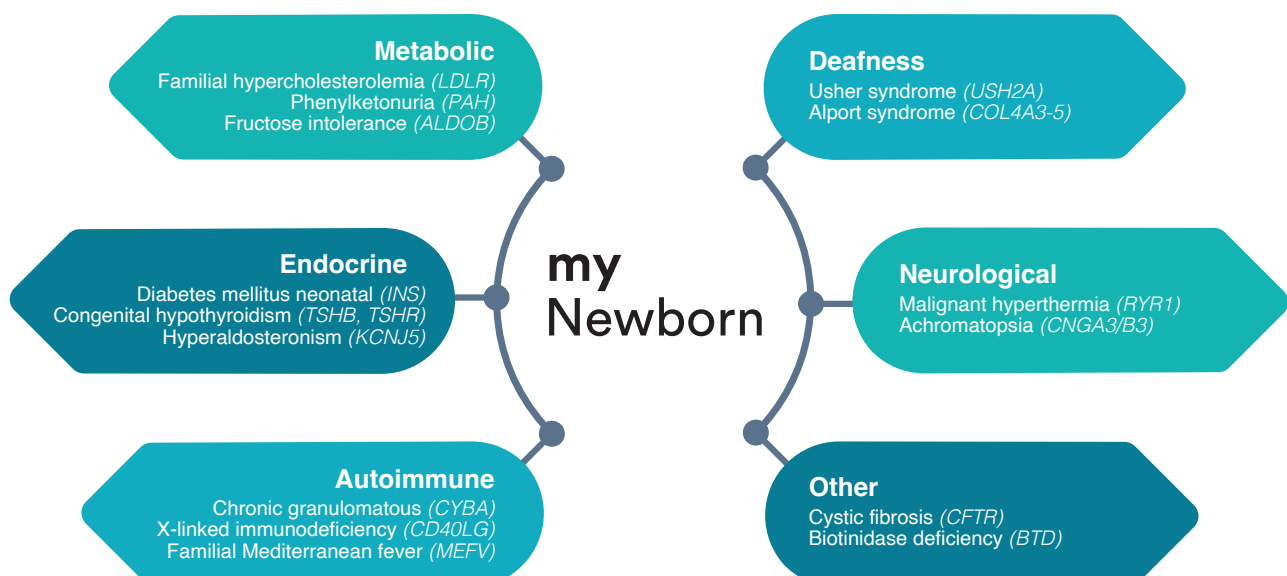 Metabolic
Familial hypercholesterolemia (LDLR)
Phenylketonuria (PAH)
Fructose intolerance (ALDOB)
Endocrine
Diabetes mellitus neonatal (INS)
Congenital hypothyroidism (TSHB, TSHR)
Hyperaldosteronism (KCNJ5)
Autoimmune
Chronic granulomatous (CYBA)
X-linked immunodeficiency (CD40LG)
Familial Mediterranean fever (MEFV)
my
Newborn
Deafness
Usher syndrome (USH2A)
Alport syndrome (COL4A3-5)
Neurological
Malignant hyperthermia (RYR1)
Achromatopsia (CNGA3/B3)
Other
Cystic fibrosis (CFTR)
Biotinidase deficiency (BTD)